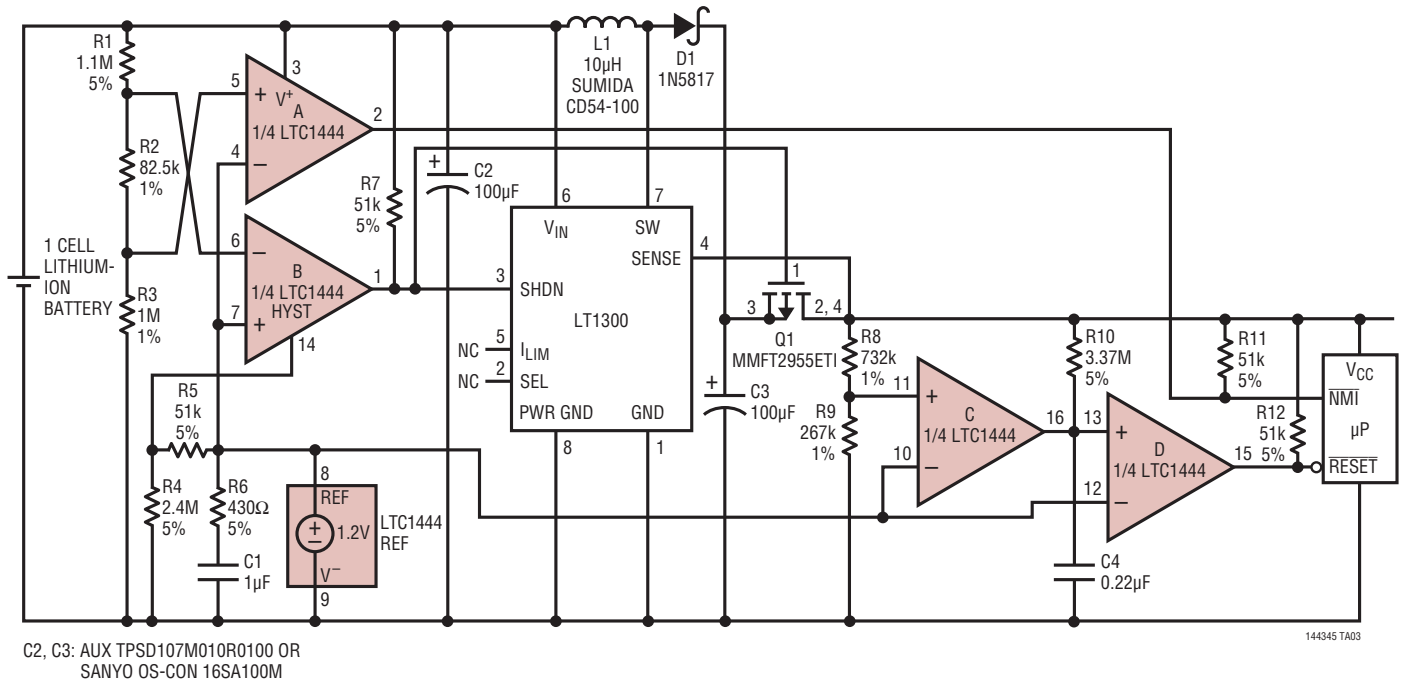 R1
1.1M
5%
R2
82.5k
1%
R3
1M
1%
1 CELL
LITHIUM-
ION
BATTERY
5
+
V+
3
A
1/4 LTC1444
2
4
−
6
−
B
1/4 LTC1444
HYST
1
7
+
14
R7
51k
5%
+
C2
100µF
L1
10µH
SUMIDA
CD54-100
D1
1N5817
6
VIN
7
SW
4
SENSE
3
SHDN
LT1300
NC
5
ILIM
NC
2
SEL
PWR GND
GND
8
1
1
3
2, 4
Q1
MMFT2955ETI
+
C3
100µF
R8
732k
1%
R9
267k
1%
11
+
C
1/4 LTC1444
16
10
−
R10
3.37M
5%
13
+
D
1/4 LTC1444
15
12
−
C4
0.22µF
R11
51k
5%
R12
51k
5%
VCC
NMI
µP
RESET
R5
51k
5%
R4
2.4M
5%
R6
430Ω
5%
C1
1µF
8
REF
+
−
1.2V
V−
9
LTC1444
REF
144345 TA03
C2, C3: AUX TPSD107M010R0100 OR
SANYO OS-CON 16SA100M